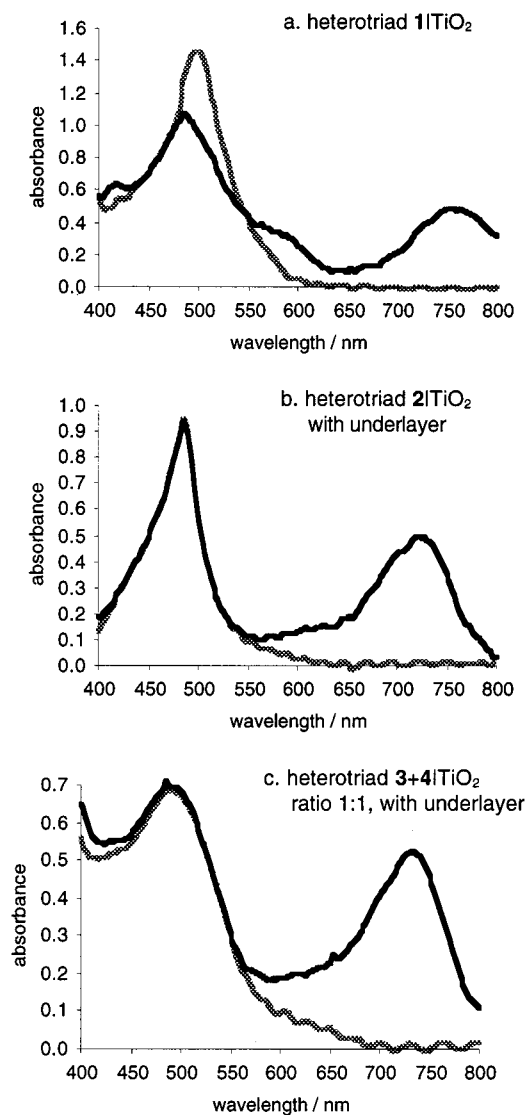 a. heterotriad 1|TiO₂
1.6
1.4
1.2
1.0
0.8
0.6
0.4
0.2
0.0
absorbance
400 450 500 550 600 650 700 750 800
wavelength / nm
b. heterotriad 2|TiO₂
with underlayer
1.0
0.9
0.8
0.7
0.6
0.5
0.4
0.3
0.2
0.1
0.0
absorbance
400 450 500 550 600 650 700 750 800
wavelength / nm
c. heterotriad 3+4|TiO₂
ratio 1:1, with underlayer
0.7
0.6
0.5
0.4
0.3
0.2
0.1
0.0
absorbance
400 450 500 550 600 650 700 750 800
wavelength / nm